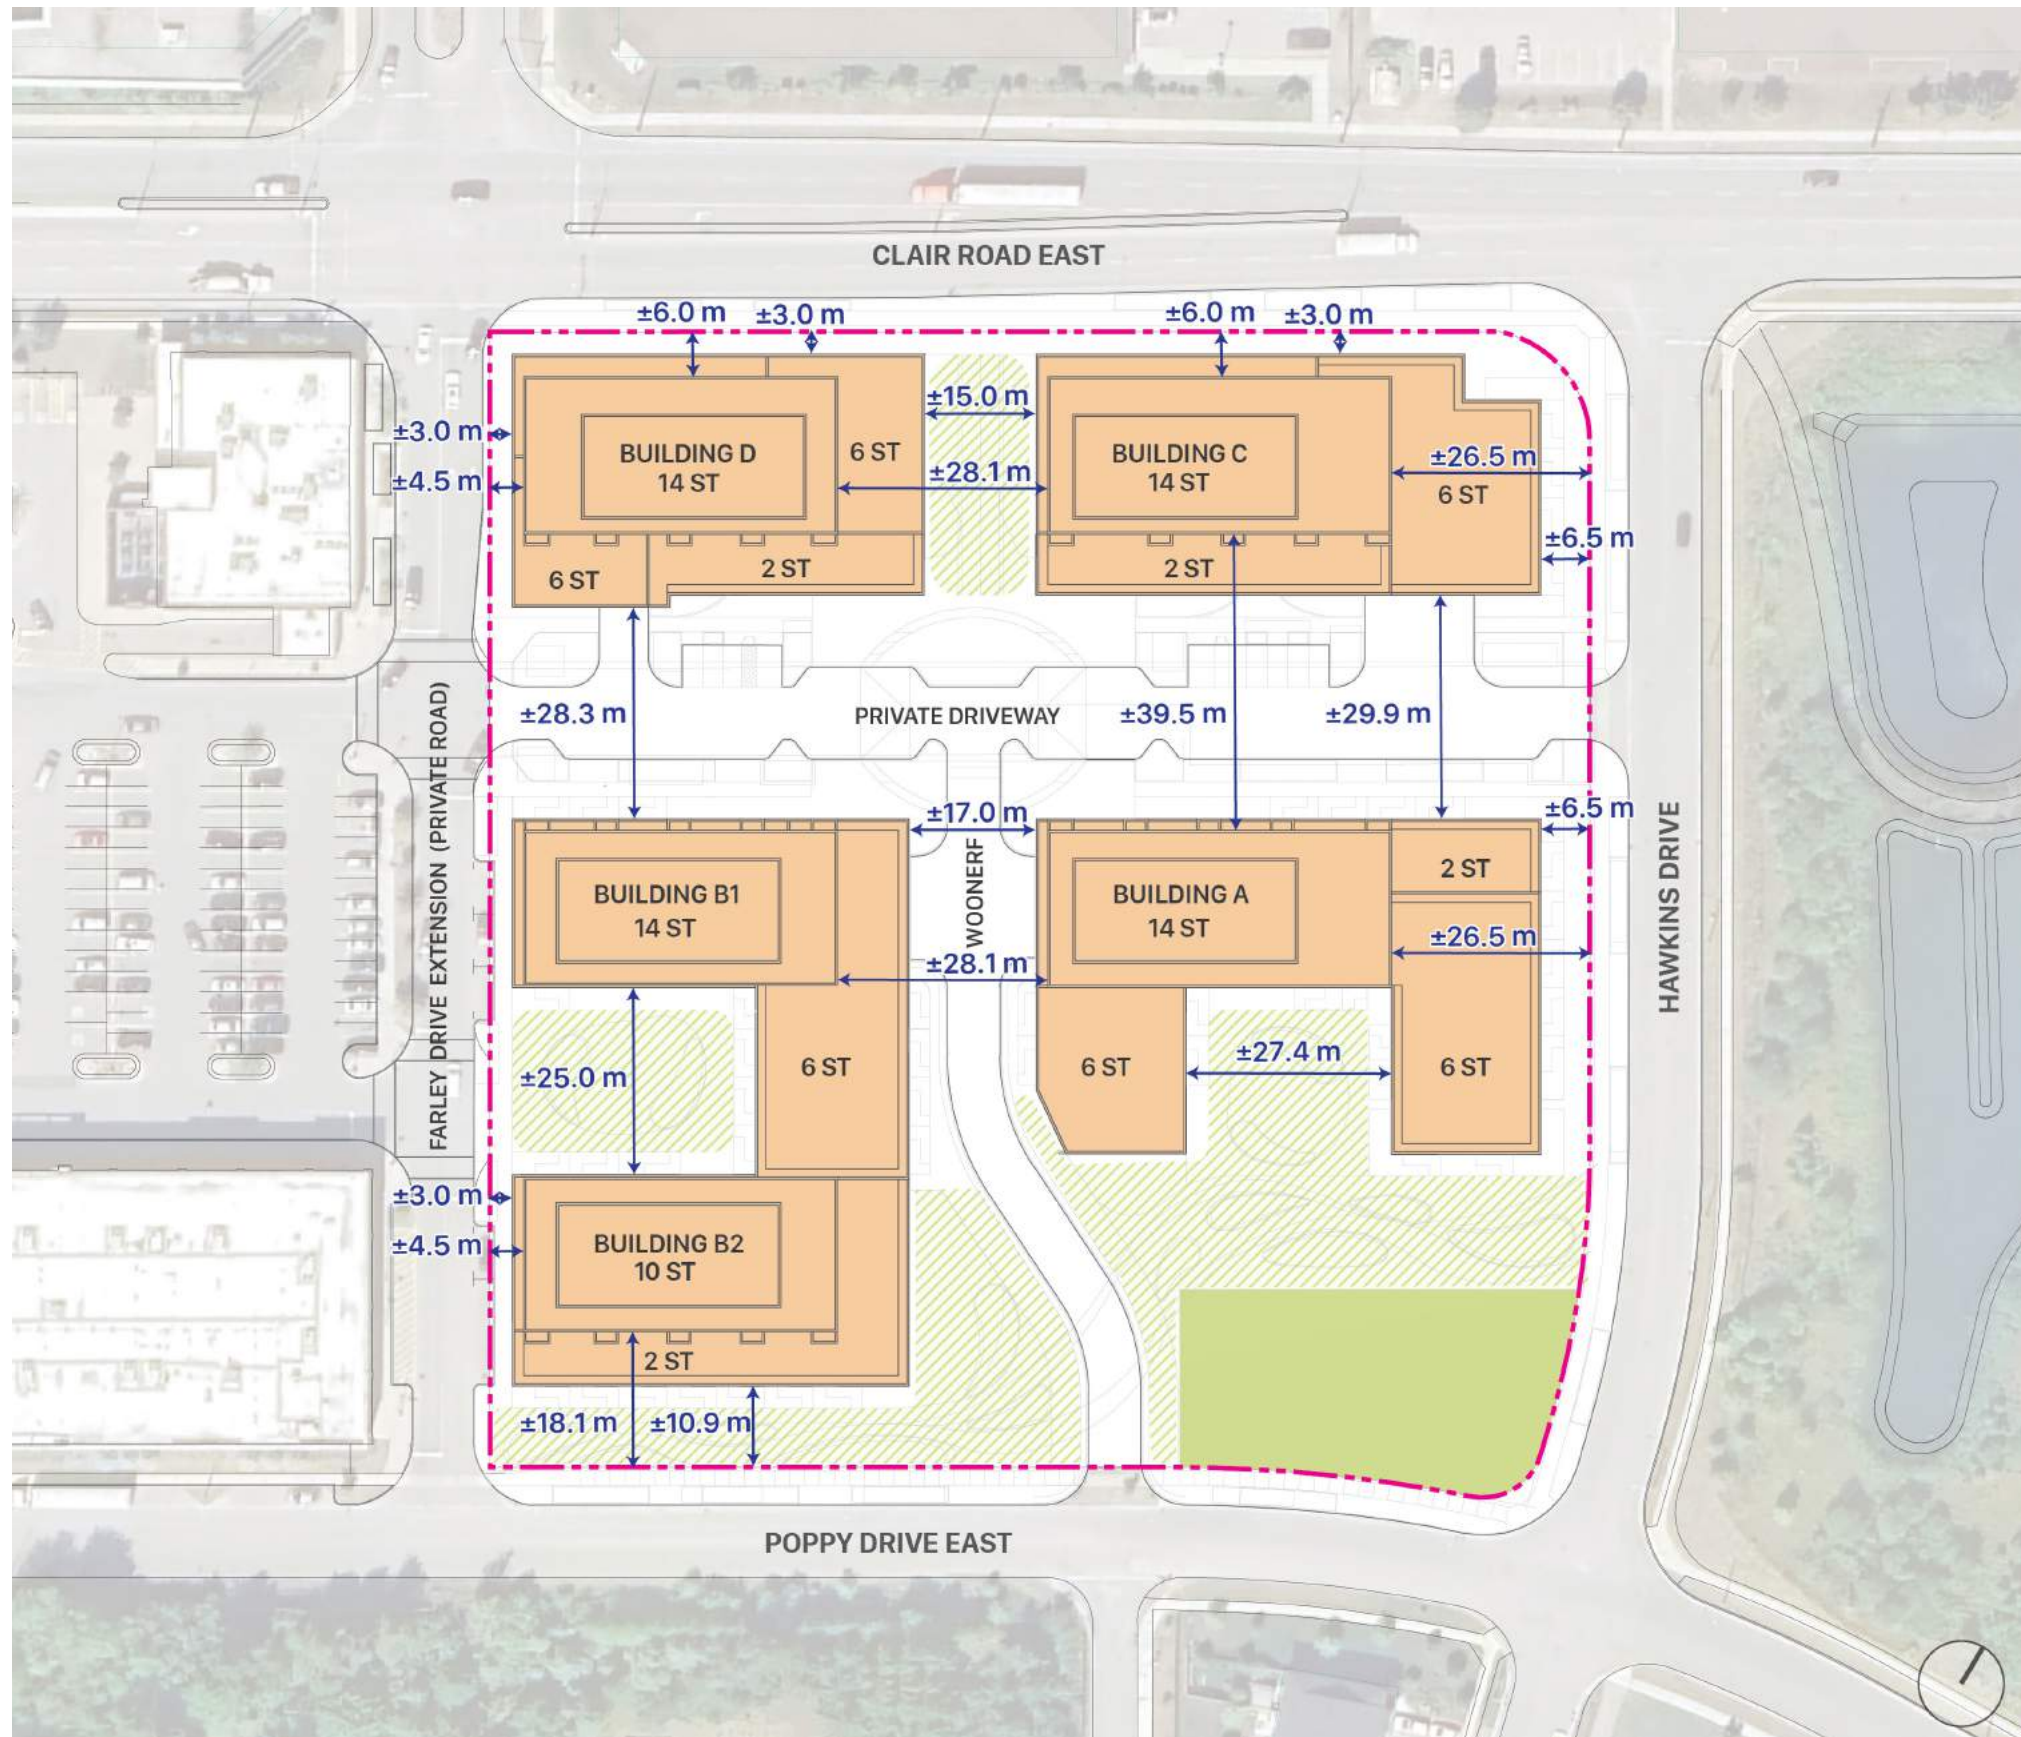 CLAIR ROAD EAST
±6.0 m
±3.0 m
±6.0 m
±3.0 m
±15.0 m
±3.0 m
BUILDING D
14 ST
6 ST
BUILDING C
14 ST
±26.5 m
6 ST
±4.5 m
±28.1 m
±6.5 m
6 ST
2 ST
2 ST
±28.3 m
PRIVATE DRIVEWAY
±39.5 m
±29.9 m
FARLEY DRIVE EXTENSION (PRIVATE ROAD)
HAWKINS DRIVE
±17.0 m
±6.5 m
WOONERF
BUILDING B1
14 ST
BUILDING A
14 ST
2 ST
±26.5 m
±28.1 m
±25.0 m
6 ST
6 ST
±27.4 m
6 ST
±3.0 m
±4.5 m
BUILDING B2
10 ST
2 ST
±18.1 m
±10.9 m
POPPY DRIVE EAST